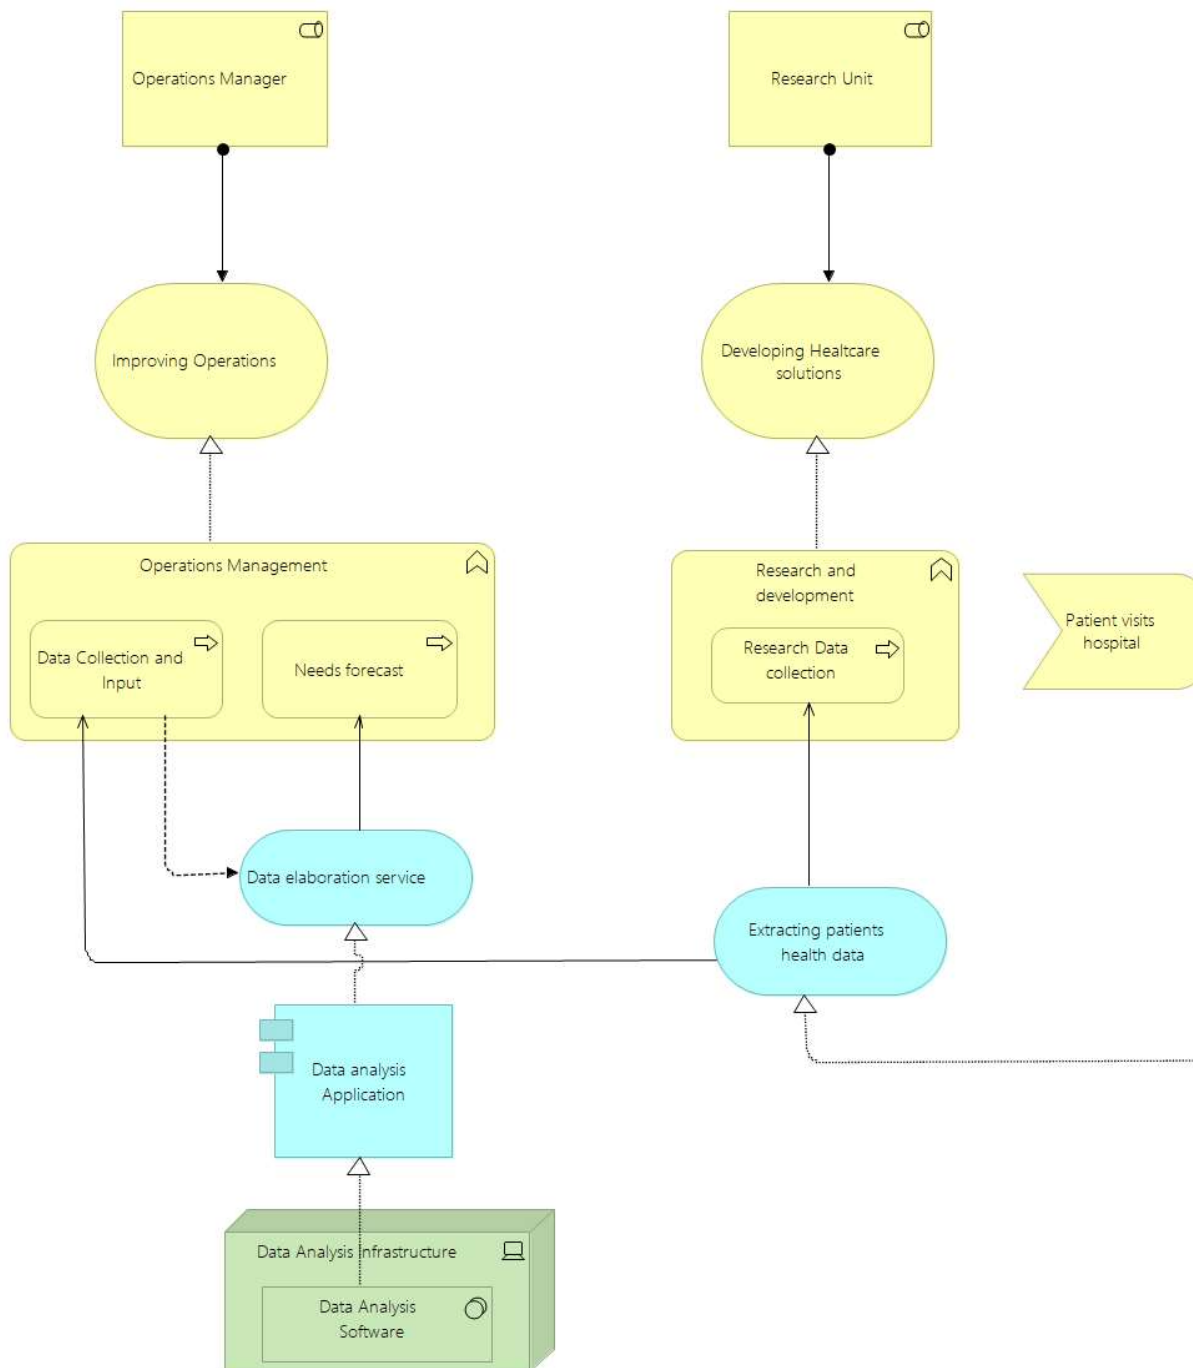 Operations Manager
Research Unit
Improving Operations
Developing Healtcare
solutions
Operations Management
Data Collection and
Input
Needs forecast
Research and
development
Research Data
collection
Patient visits
hospital
Data elaboration service
Extracting patients
health data
Data analysis
Application
Data Analysis Infrastructure
Data Analysis
Software